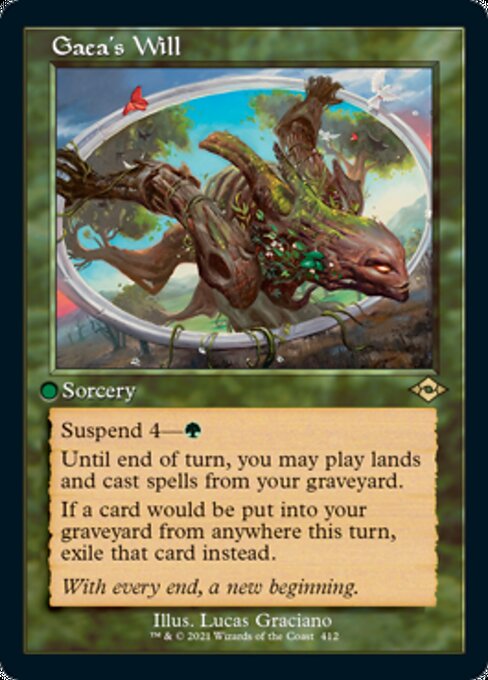 Gaea's Will
Sorcery
Suspend 4—
Until end of turn, you may play lands
and cast spells from your graveyard.
If a card would be put into your
graveyard from anywhere this turn,
exile that card instead.
With every end, a new beginning.
Illus. Lucas Graciano
™ & © 2021 Wizards of the Coast 412